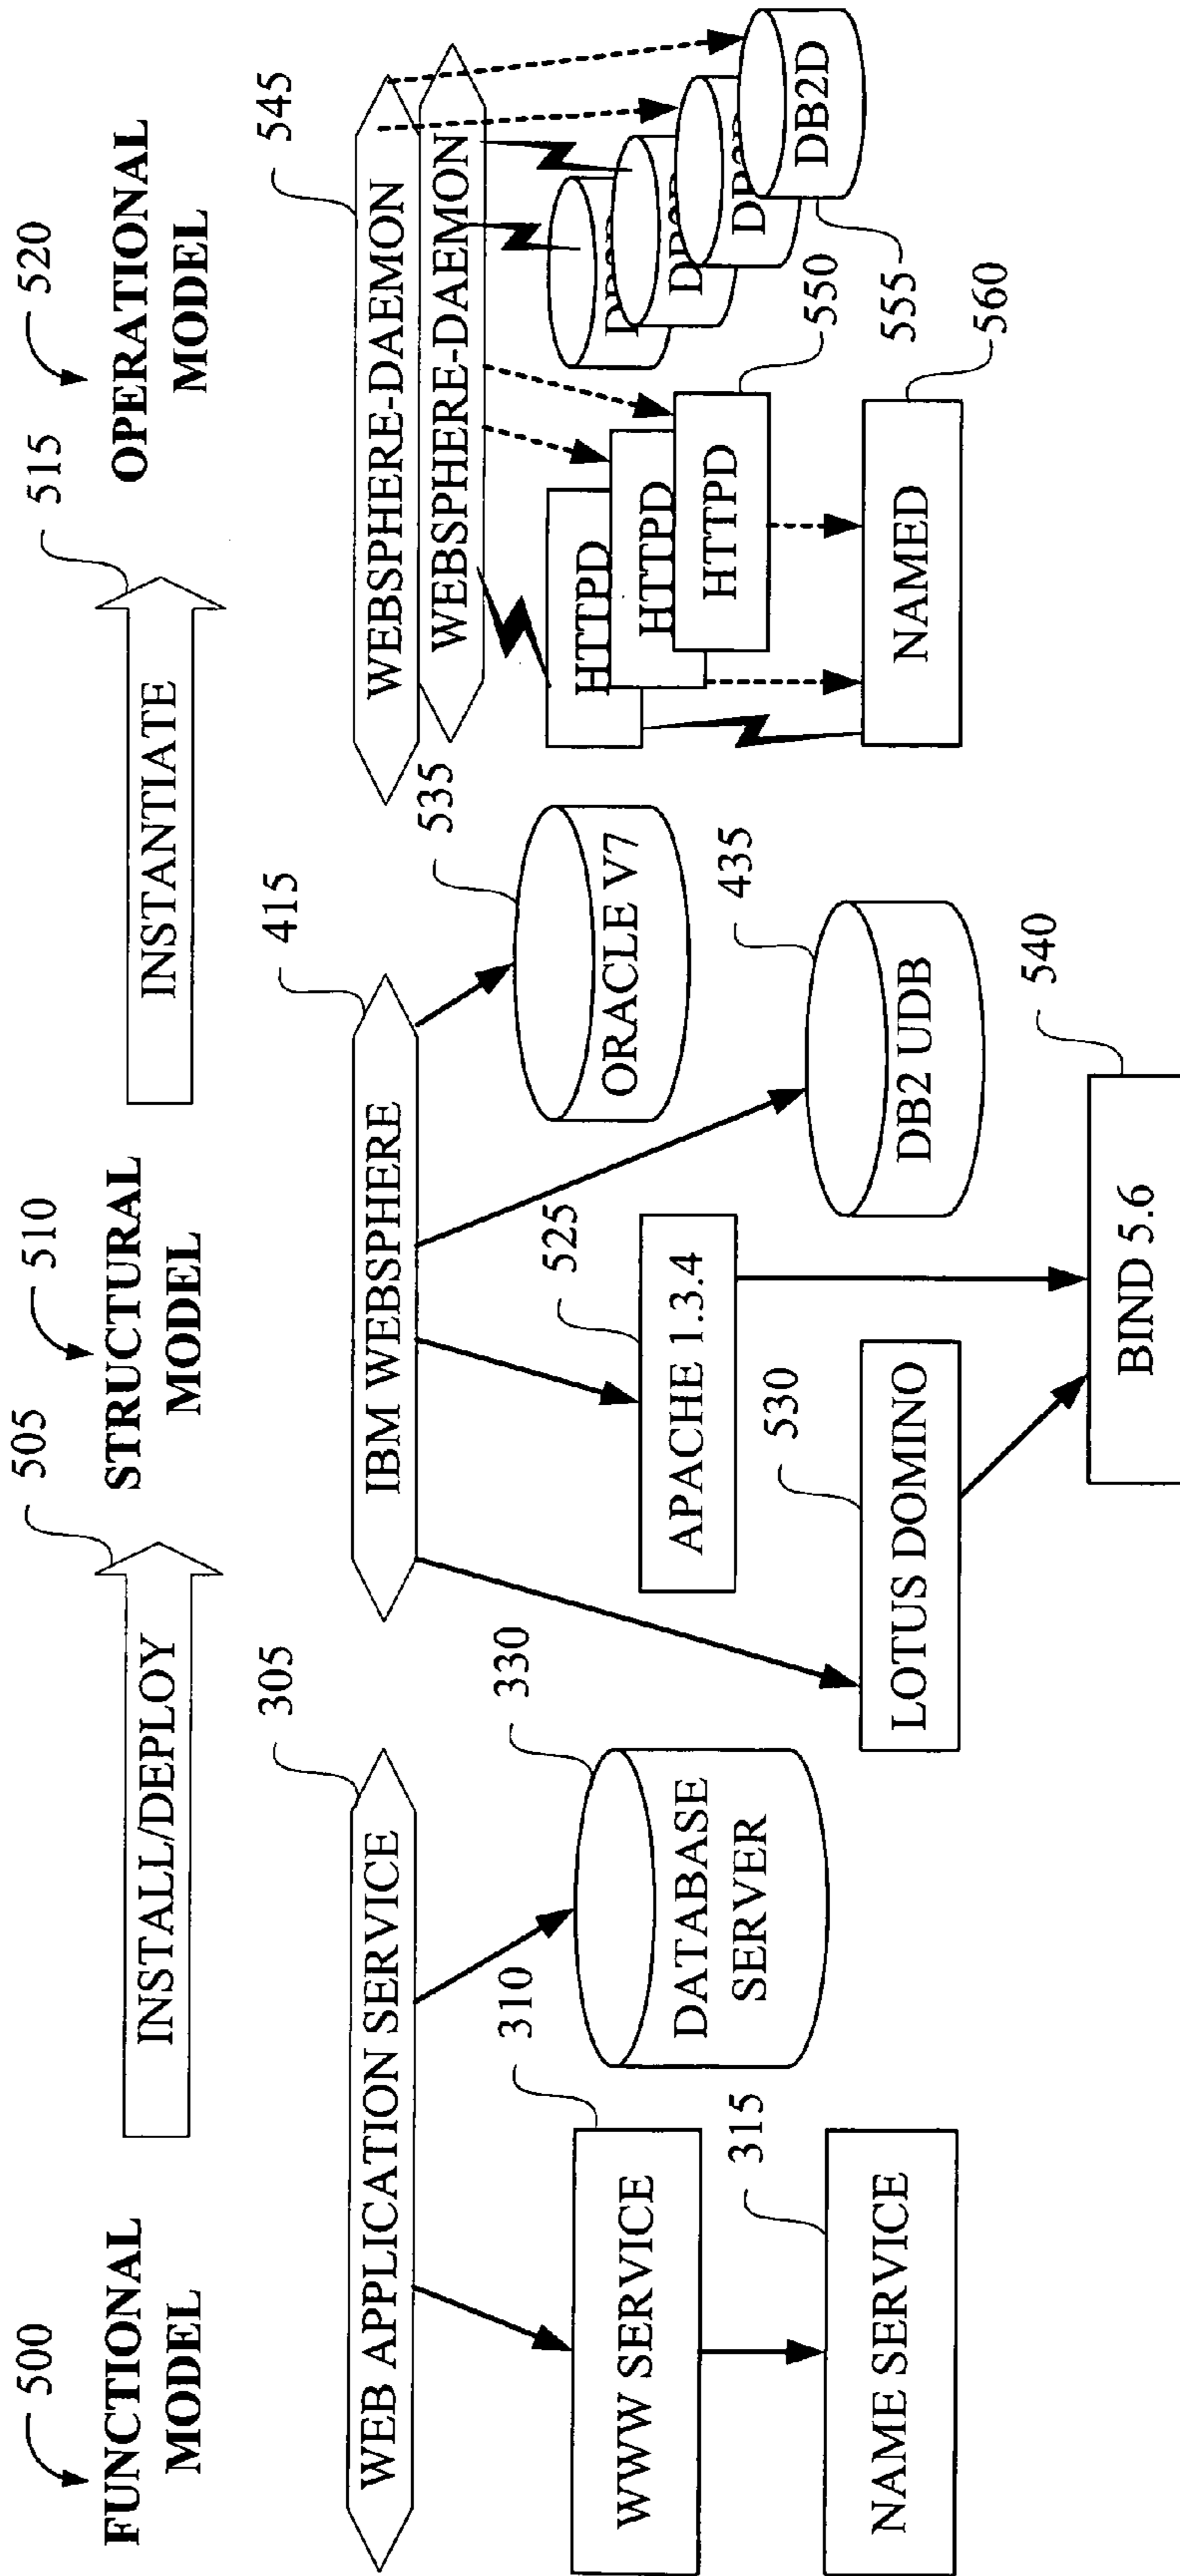 500
FUNCTIONAL
MODEL
INSTALL/DEPLOY
505
510
STRUCTURAL
MODEL
INSTANTIATE
515
520
OPERATIONAL
MODEL
WEB APPLICATION SERVICE
305
WWW SERVICE
310
DATABASE
SERVER
330
NAME SERVICE
315
IBM WEBSPHERE
415
ORACLE V7
535
APACHE 1.3.4
525
DB2 UDB
435
LOTUS DOMINO
530
BIND 5.6
540
WEBSPHERE-DAEMON
545
WEBSPHERE-DAEMON
HTTPD
HTTPD
HTTPD
550
DB2D
555
NAMED
560